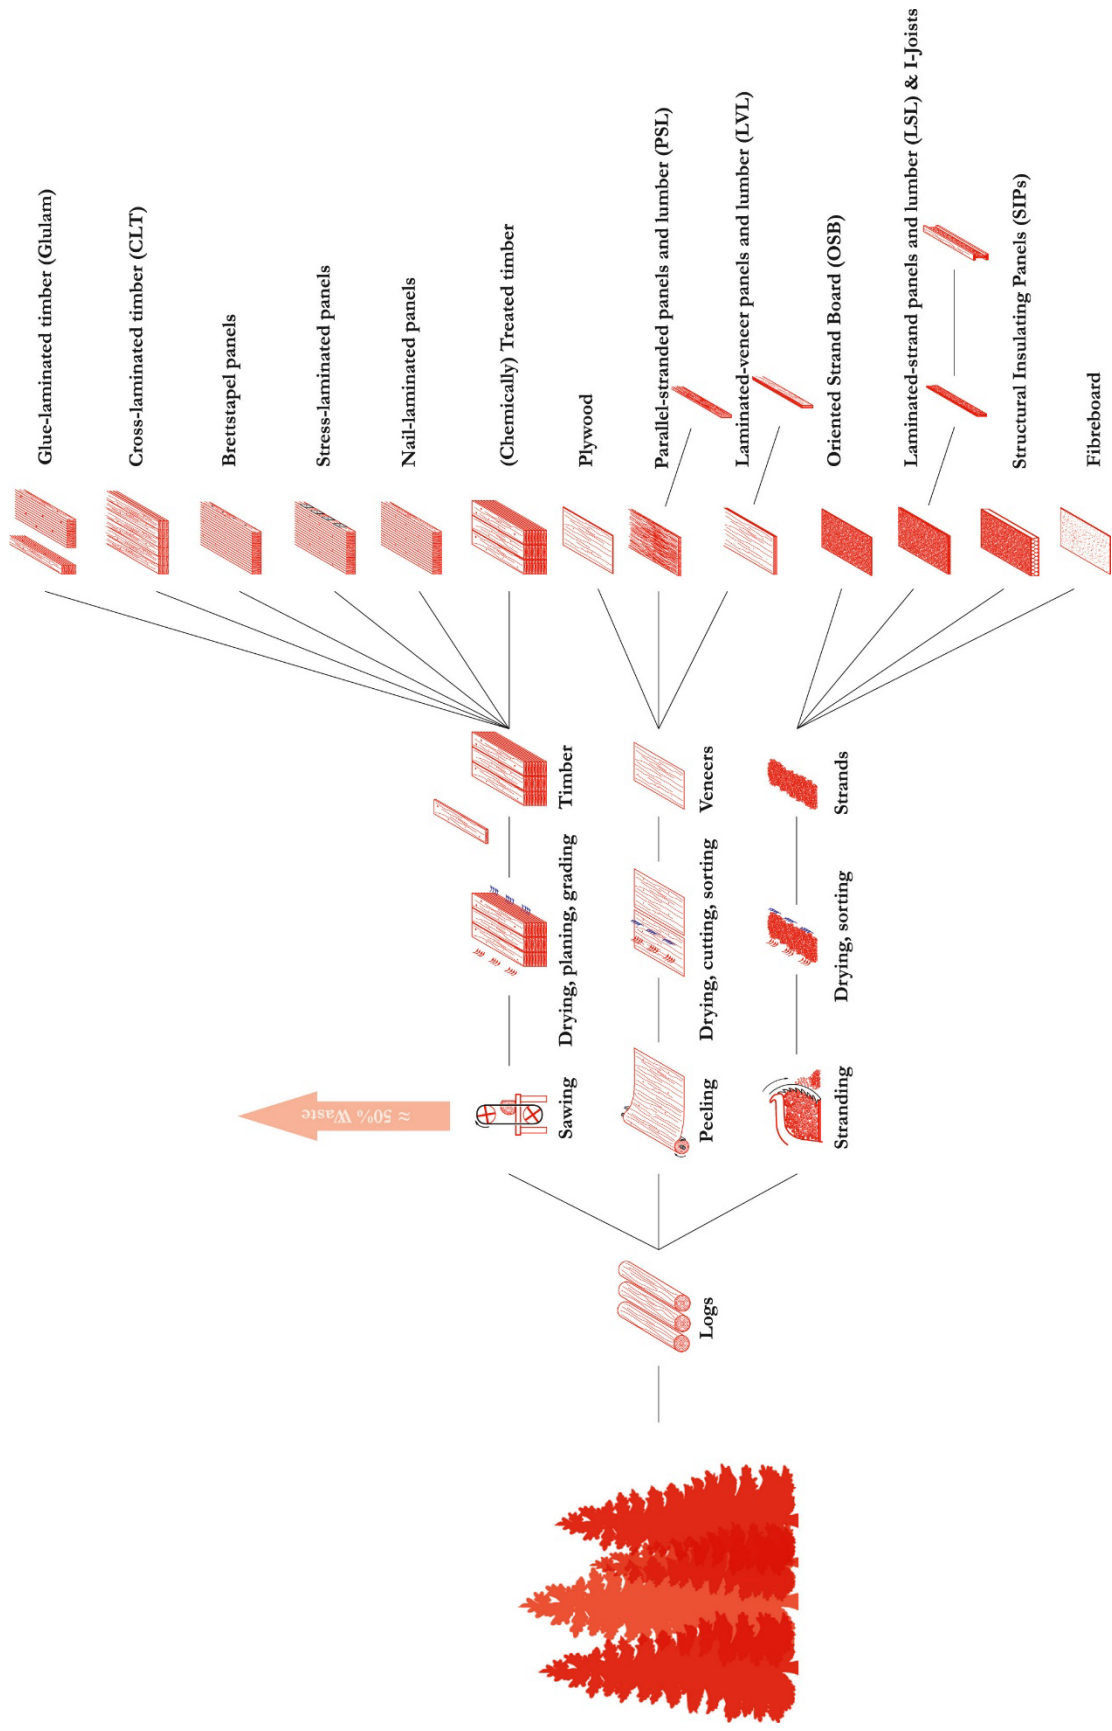 Logs
≈ 50% Waste
Sawing
Drying, planing, grading
Timber
Peeling
Drying, cutting, sorting
Veneers
Stranding
Drying, sorting
Strands
Glue-laminated timber (Glulam)
Cross-laminated timber (CLT)
Brettstapel panels
Stress-laminated panels
Nail-laminated panels
(Chemically) Treated timber
Plywood
Parallel-stranded panels and lumber (PSL)
Laminated-veneer panels and lumber (LVL)
Oriented Strand Board (OSB)
Laminated-strand panels and lumber (LSL) & I-Joists
Structural Insulating Panels (SIPs)
Fibreboard